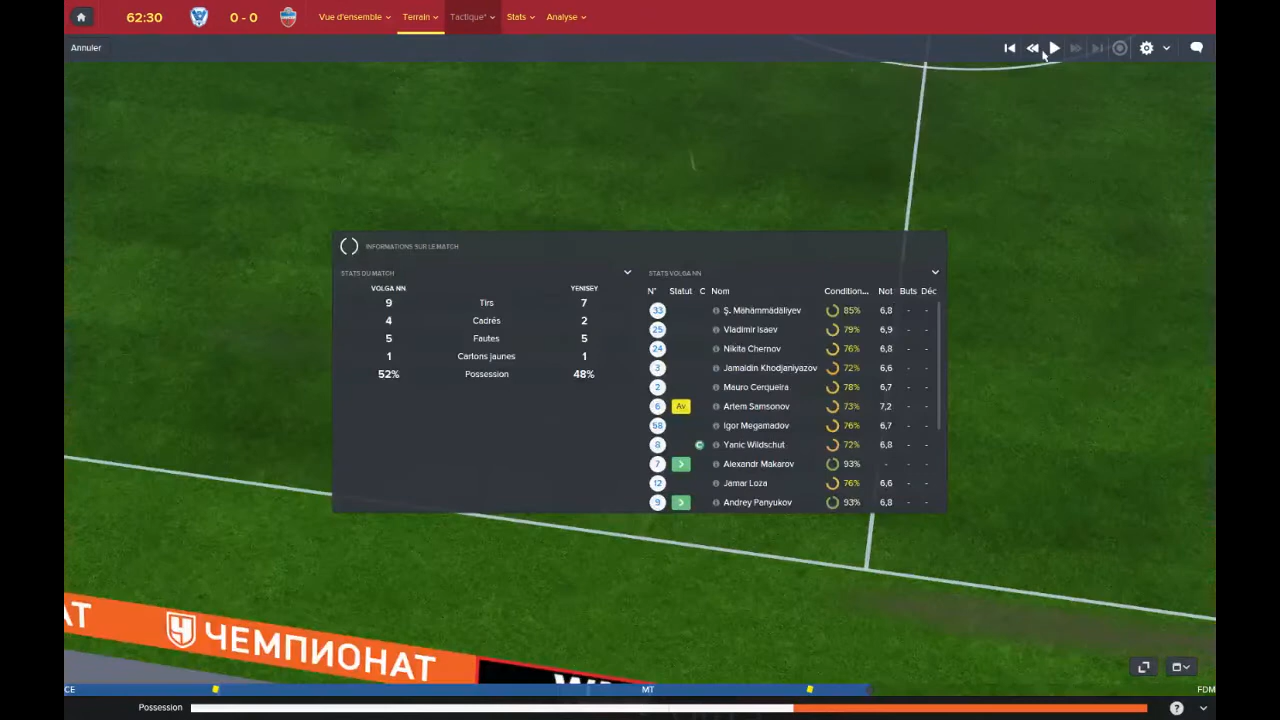 62:30 0 - 0 Vue d'ensemble Terrain Tactique* Stats Analyse
Annuler
INFORMATIONS SUR LE MATCH
STATS DU MATCH
VOLGA NN YENISEY
9 Tirs 7
4 Cadrés 2
5 Fautes 5
1 Cartons jaunes 1
52% Possession 48%
STATS VOLGA NN
N° Statut C Nom Condition... Not Buts Déc
33 Ş. Mähämmädäliyev 85% 6,8 - -
25 Vladimir Isaev 79% 6,9 - -
24 Nikita Chernov 76% 6,8 - -
3 Jamaldin Khodjaniyazov 72% 6,6 - -
2 Mauro Cerqueira 78% 6,7 - -
6 Av Artem Samsonov 73% 7,2 - -
58 Igor Megamadov 76% 6,7 - -
8 C Yanic Wildschut 72% 6,8 - -
7 Alexandr Makarov 93% - - -
12 Jamar Loza 76% 6,6 - -
9 Andrey Panyukov 93% 6,8 - -
АТ Ч ЧЕМПИОНАТ
CE MT FDM
Possession ?